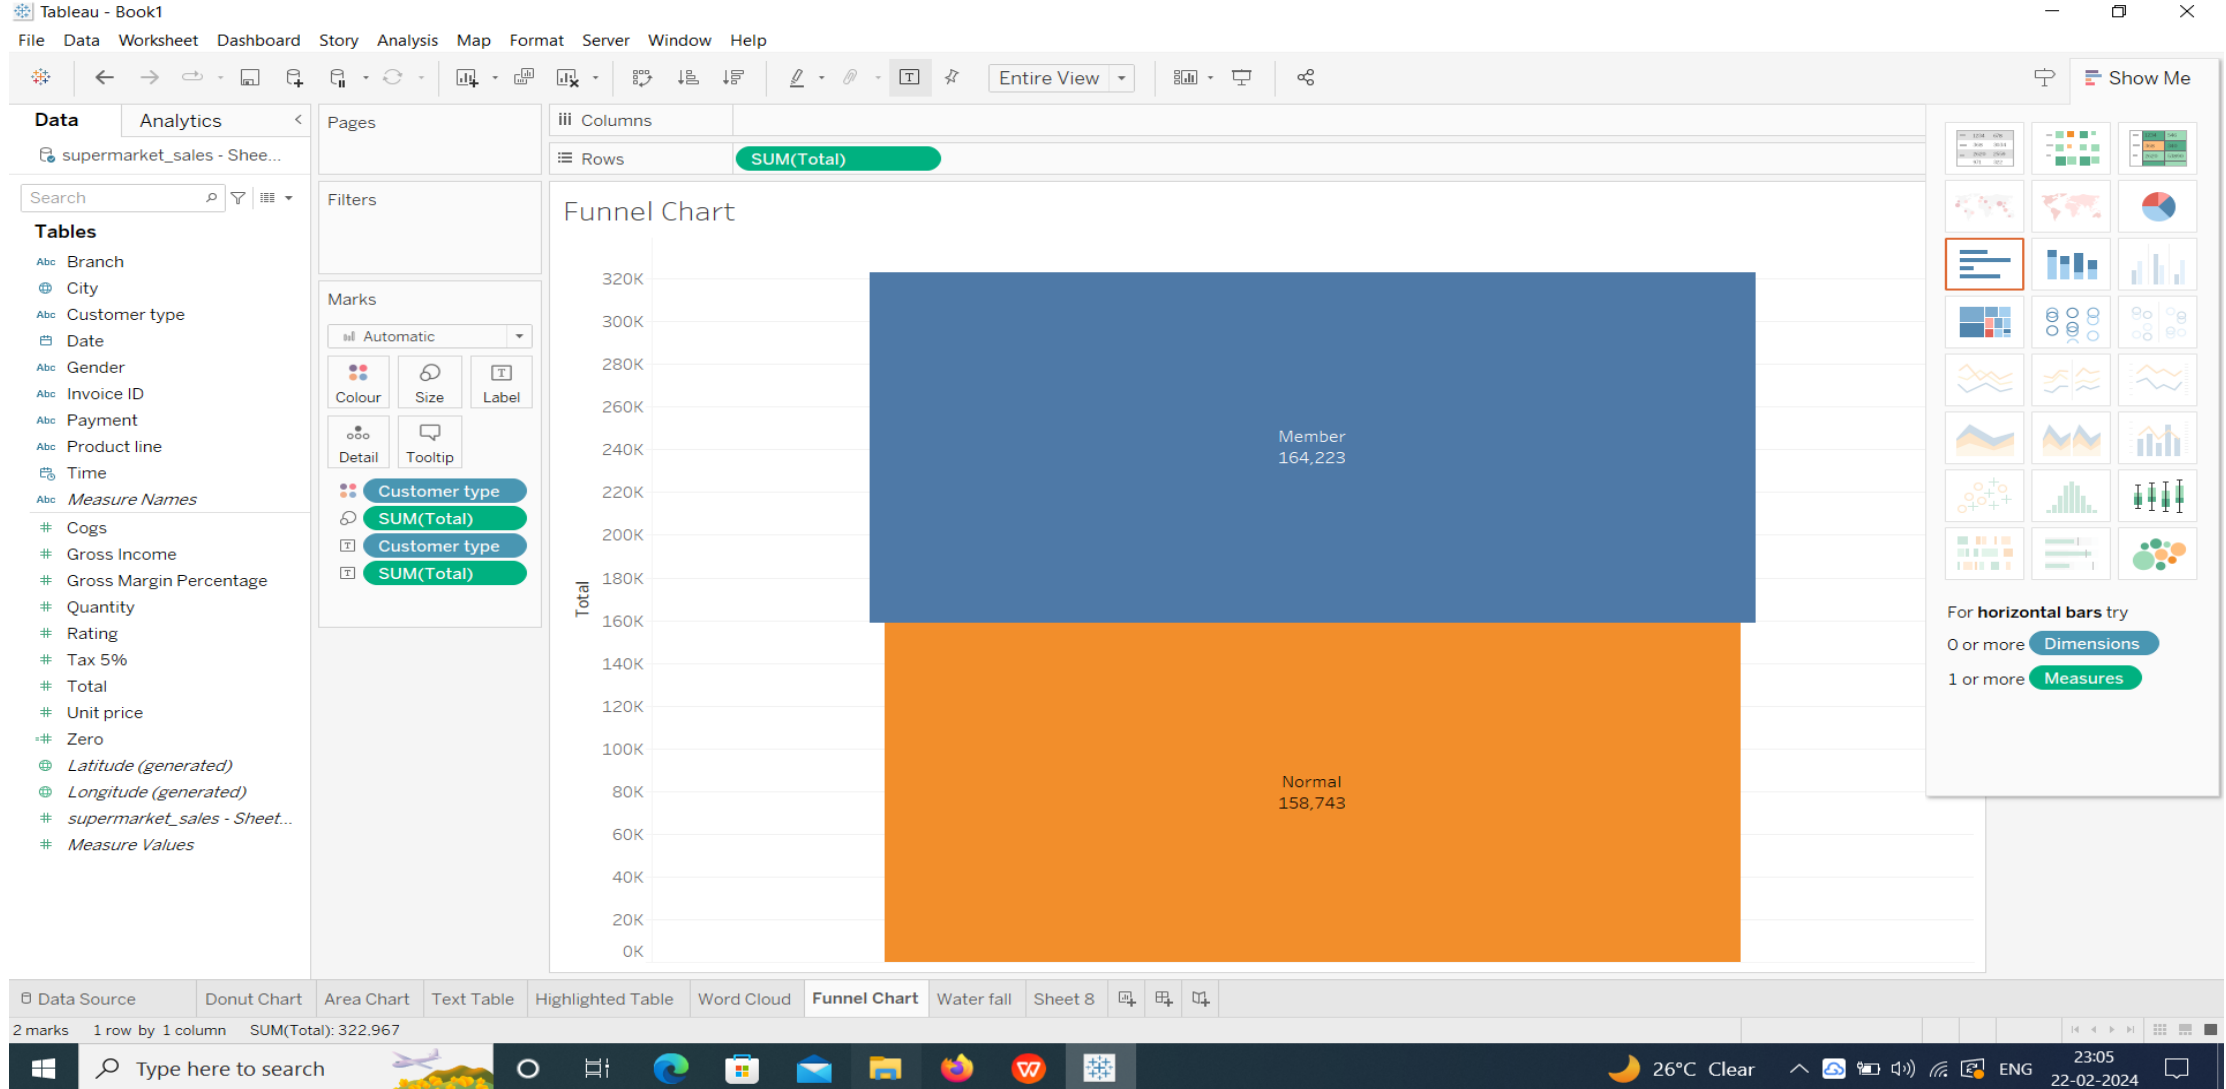 Tableau - Book1
File Data Worksheet Dashboard Story Analysis Map Format Server Window Help
Entire View
Show Me
Data Analytics
supermarket_sales - Shee...
Search
Tables
Abc Branch
City
Abc Customer type
Date
Abc Gender
Abc Invoice ID
Abc Payment
Abc Product line
Time
Abc Measure Names
# Cogs
# Gross Income
# Gross Margin Percentage
# Quantity
# Rating
# Tax 5%
# Total
# Unit price
=# Zero
Latitude (generated)
Longitude (generated)
# supermarket_sales - Sheet...
# Measure Values
Pages
Filters
Marks
Automatic
Colour Size Label
Detail Tooltip
Customer type
SUM(Total)
Customer type
SUM(Total)
iii Columns
Rows SUM(Total)
Funnel Chart
Total
320K
300K
280K
260K
240K
220K
200K
180K
160K
140K
120K
100K
80K
60K
40K
20K
0K
Member
164,223
Normal
158,743
For horizontal bars try
0 or more Dimensions
1 or more Measures
Data Source Donut Chart Area Chart Text Table Highlighted Table Word Cloud Funnel Chart Water fall Sheet 8
2 marks 1 row by 1 column SUM(Total): 322,967
Type here to search
26°C Clear
ENG
23:05
22-02-2024